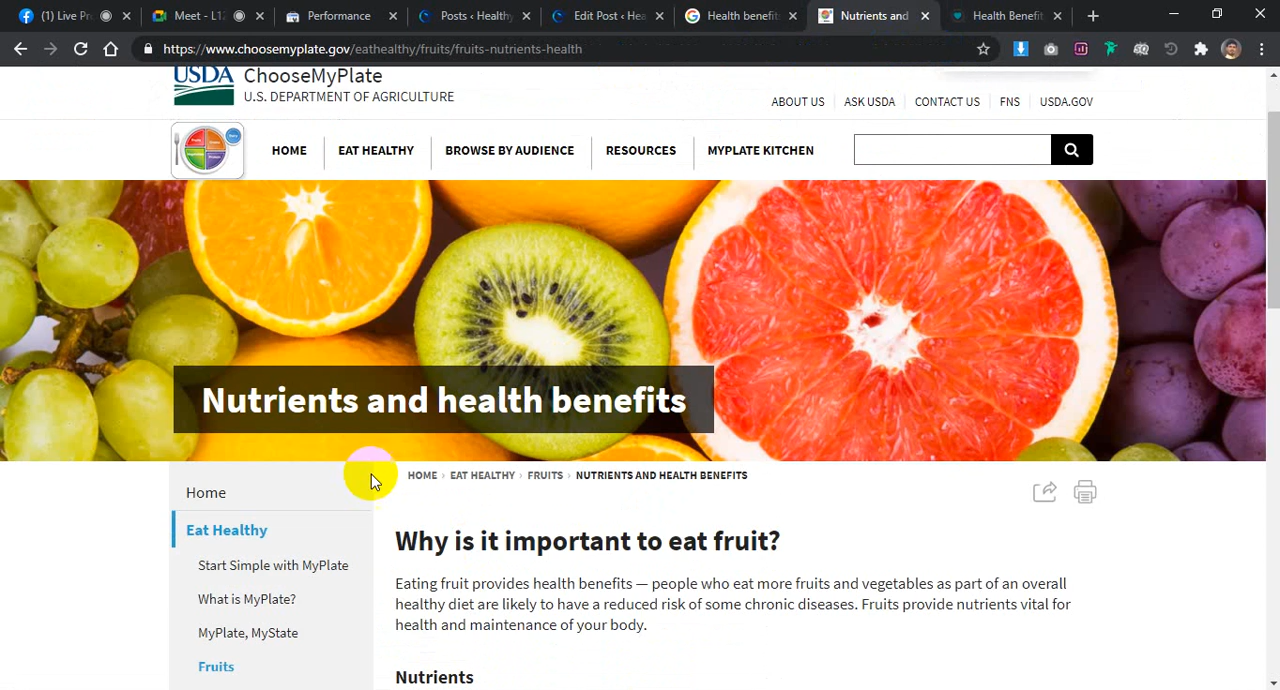 (1) Live Pro
Meet - L12
Performance
Posts ‹ Healthy
Edit Post ‹ Hea
Health benefit
Nutrients and
Health Benefit
https://www.choosemyplate.gov/eathealthy/fruits/fruits-nutrients-health
USDA
ChooseMyPlate
U.S. DEPARTMENT OF AGRICULTURE
ABOUT US
ASK USDA
CONTACT US
FNS
USDA.GOV
HOME
EAT HEALTHY
BROWSE BY AUDIENCE
RESOURCES
MYPLATE KITCHEN
Nutrients and health benefits
HOME › EAT HEALTHY › FRUITS › NUTRIENTS AND HEALTH BENEFITS
Home
Eat Healthy
Start Simple with MyPlate
What is MyPlate?
MyPlate, MyState
Fruits
Why is it important to eat fruit?
Eating fruit provides health benefits — people who eat more fruits and vegetables as part of an overall
healthy diet are likely to have a reduced risk of some chronic diseases. Fruits provide nutrients vital for
health and maintenance of your body.
Nutrients